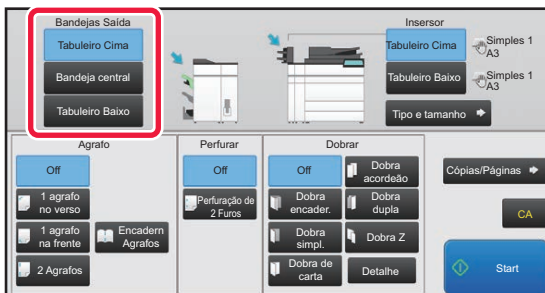 Bandejas Saída
Tabuleiro Cima
Bandeja central
Tabuleiro Baixo
Insersor
Tabuleiro Cima
Simples 1
A3
Tabuleiro Baixo
Simples 1
A3
Tipo e tamanho
Agrafo
Off
1 agrafo
no verso
1 agrafo
na frente
Encadern
Agrafos
2 Agrafos
Perfurar
Off
Perfuração de
2 Furos
Dobrar
Off
Dobra
acordeão
Dobra
encader.
Dobra
dupla
Dobra
simpl.
Dobra Z
Dobra de
carta
Detalhe
Cópias/Páginas
CA
Start